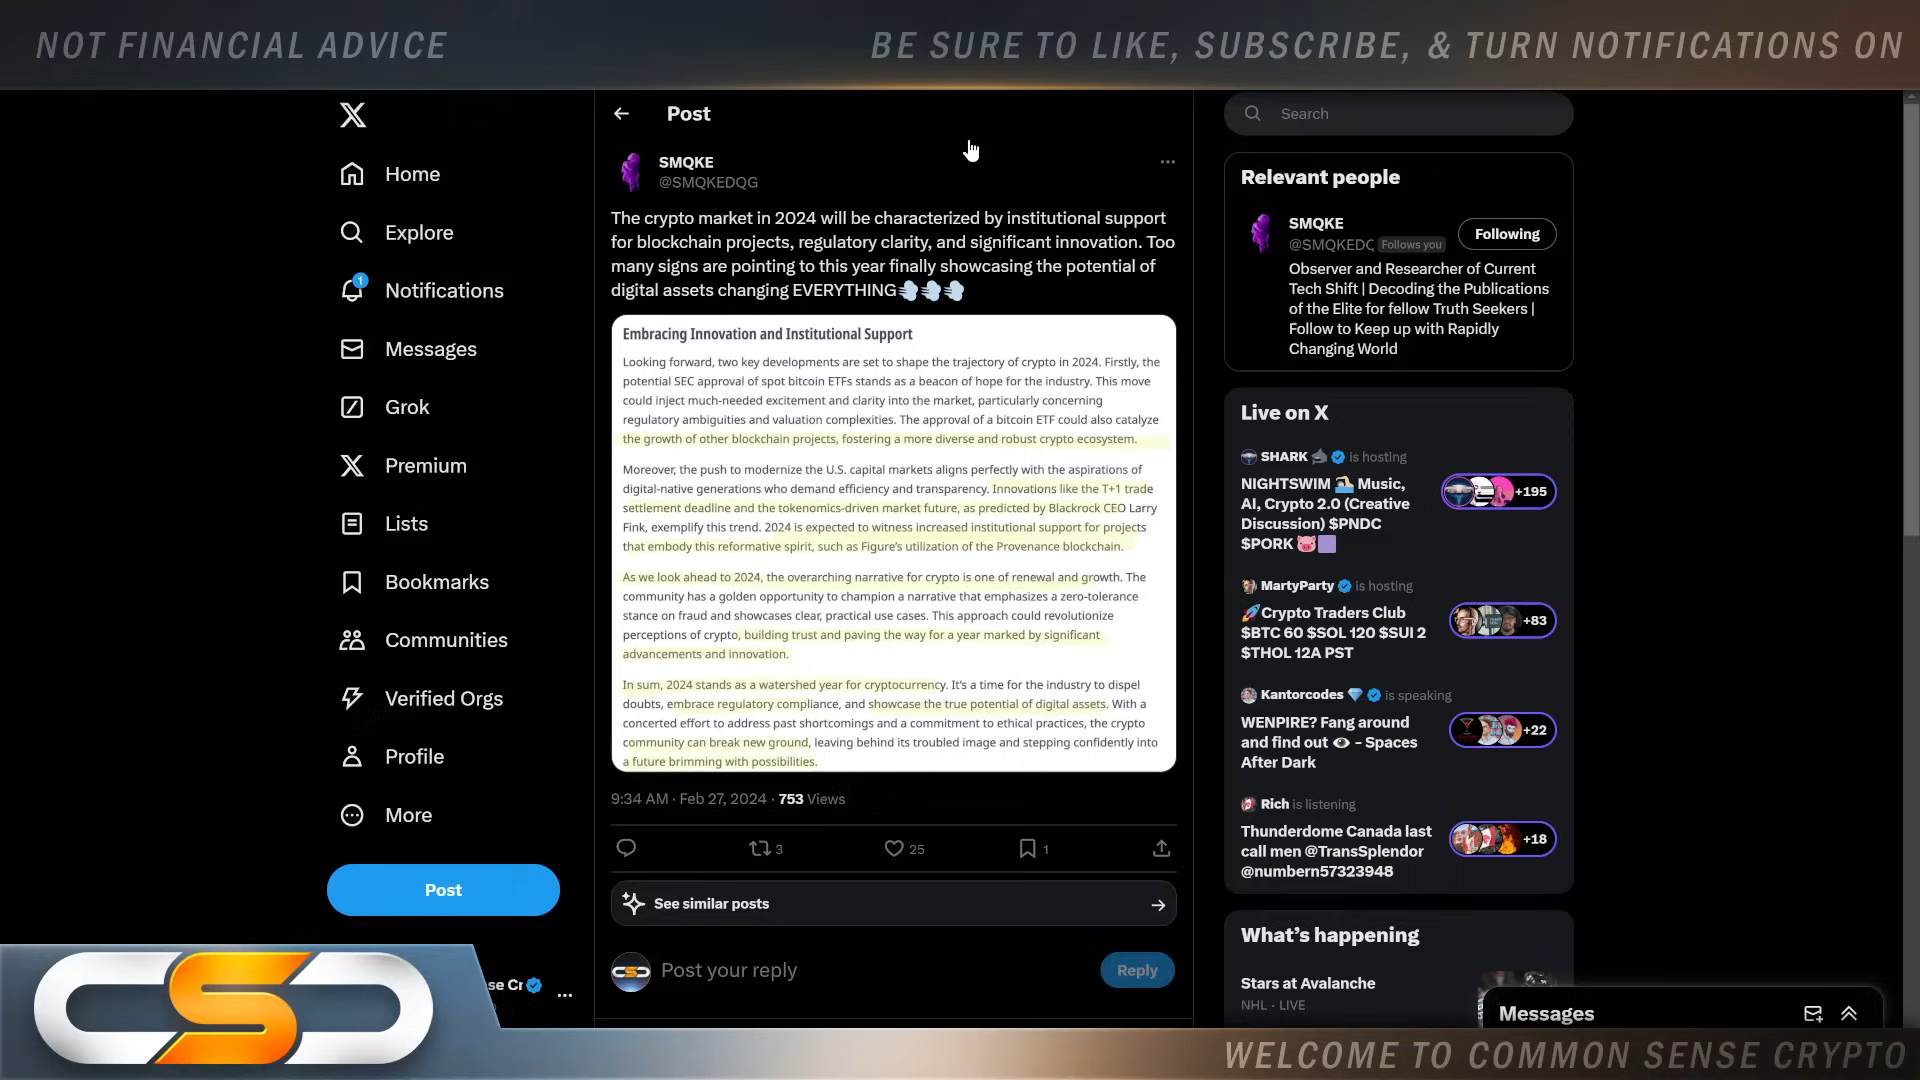 NOT FINANCIAL ADVICE
BE SURE TO LIKE, SUBSCRIBE, & TURN NOTIFICATIONS ON
Home
Explore
1
Notifications
Messages
Grok
Premium
Lists
Bookmarks
Communities
Verified Orgs
Profile
More
Post
se Cr
Post
SMQKE
@SMQKEDQG
The crypto market in 2024 will be characterized by institutional support
for blockchain projects, regulatory clarity, and significant innovation. Too
many signs are pointing to this year finally showcasing the potential of
digital assets changing EVERYTHING💨💨💨
Embracing Innovation and Institutional Support
Looking forward, two key developments are set to shape the trajectory of crypto in 2024. Firstly, the
potential SEC approval of spot bitcoin ETFs stands as a beacon of hope for the industry. This move
could inject much-needed excitement and clarity into the market, particularly concerning
regulatory ambiguities and valuation complexities. The approval of a bitcoin ETF could also catalyze
the growth of other blockchain projects, fostering a more diverse and robust crypto ecosystem.
Moreover, the push to modernize the U.S. capital markets aligns perfectly with the aspirations of
digital-native generations who demand efficiency and transparency. Innovations like the T+1 trade
settlement deadline and the tokenomics-driven market future, as predicted by Blackrock CEO Larry
Fink, exemplify this trend. 2024 is expected to witness increased institutional support for projects
that embody this reformative spirit, such as Figure's utilization of the Provenance blockchain.
As we look ahead to 2024, the overarching narrative for crypto is one of renewal and growth. The
community has a golden opportunity to champion a narrative that emphasizes a zero-tolerance
stance on fraud and showcases clear, practical use cases. This approach could revolutionize
perceptions of crypto, building trust and paving the way for a year marked by significant
advancements and innovation.
In sum, 2024 stands as a watershed year for cryptocurrency. It's a time for the industry to dispel
doubts, embrace regulatory compliance, and showcase the true potential of digital assets. With a
concerted effort to address past shortcomings and a commitment to ethical practices, the crypto
community can break new ground, leaving behind its troubled image and stepping confidently into
a future brimming with possibilities.
9:34 AM · Feb 27, 2024 · 753 Views
3
25
1
See similar posts
Post your reply
Reply
Search
Relevant people
SMQKE
@SMQKEDQ Follows you
Following
Observer and Researcher of Current
Tech Shift | Decoding the Publications
of the Elite for fellow Truth Seekers |
Follow to Keep up with Rapidly
Changing World
Live on X
SHARK 🦈 is hosting
NIGHTSWIM 🏊 Music,
AI, Crypto 2.0 (Creative
Discussion) $PNDC
$PORK 🐷🟪
+195
MartyParty is hosting
🚀Crypto Traders Club
$BTC 60 $SOL 120 $SUI 2
$THOL 12A PST
+83
Kantorcodes 💎 is speaking
WENPIRE? Fang around
and find out 👁 - Spaces
After Dark
+22
Rich is listening
Thunderdome Canada last
call men @TransSplendor
@numbern57323948
+18
What's happening
Stars at Avalanche
NHL · LIVE
Messages
CSC
WELCOME TO COMMON SENSE CRYPTO